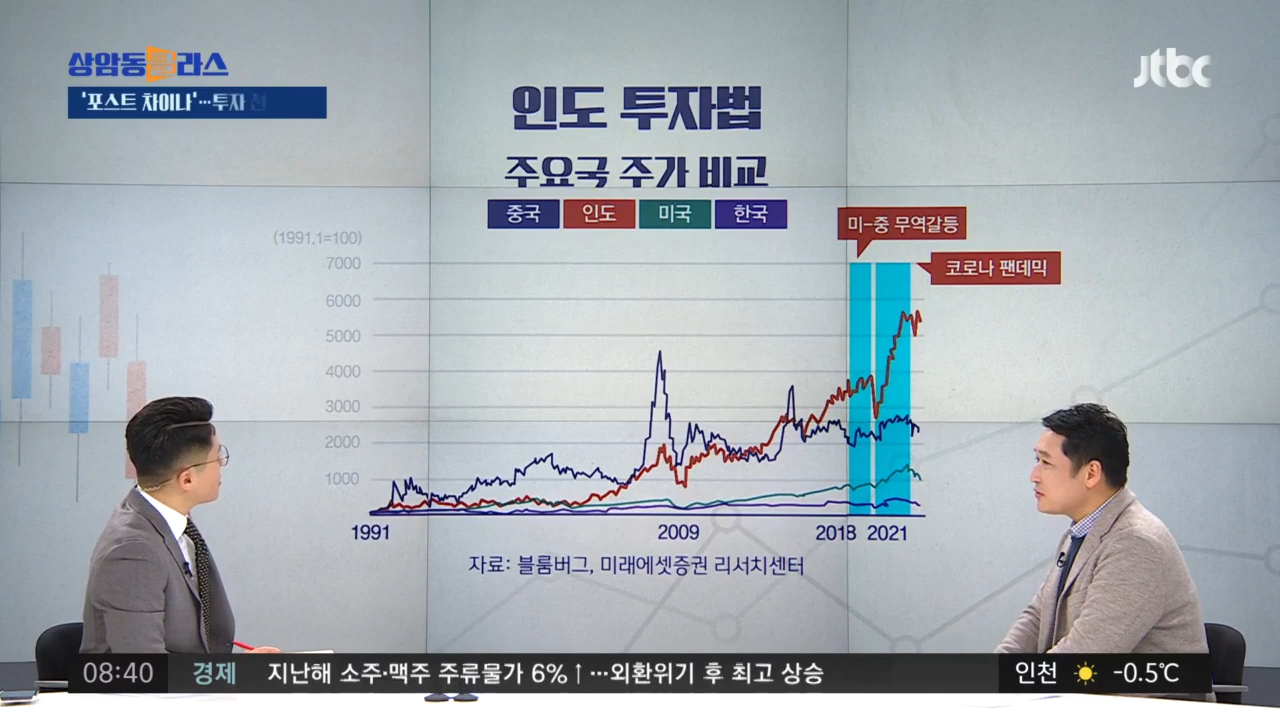 상암동클라스
jtbc
'포스트 차이나'…투자 전
인도 투자법
주요국 주가 비교
중국 인도 미국 한국
미-중 무역갈등
코로나 팬데믹
(1991.1=100)
7000
6000
5000
4000
3000
2000
1000
1991 2009 2018 2021
자료: 블룸버그, 미래에셋증권 리서치센터
08:40 경제 지난해 소주·맥주 주류물가 6%↑…외환위기 후 최고 상승 인천 -0.5℃